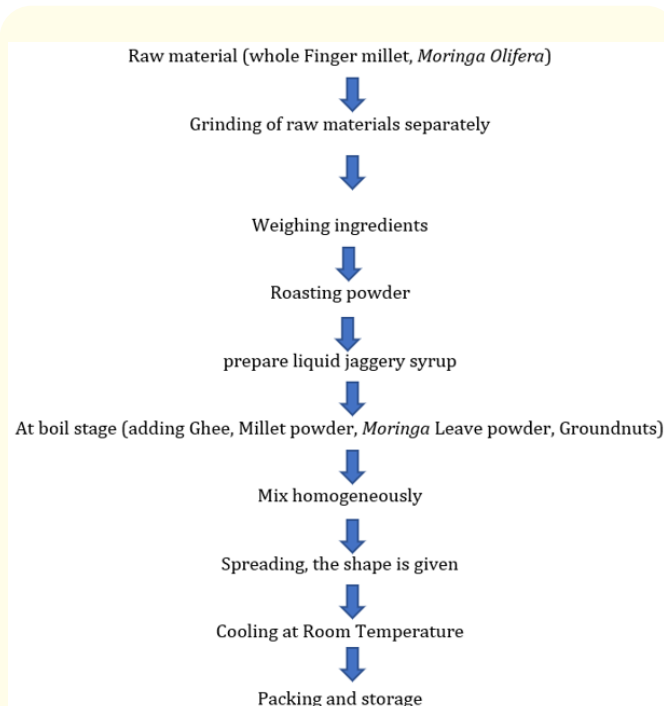 Raw material (whole Finger millet, Moringa Olifera)
Grinding of raw materials separately
Weighing ingredients
Roasting powder
prepare liquid jaggery syrup
At boil stage (adding Ghee, Millet powder, Moringa Leave powder, Groundnuts)
Mix homogeneously
Spreading, the shape is given
Cooling at Room Temperature
Packing and storage